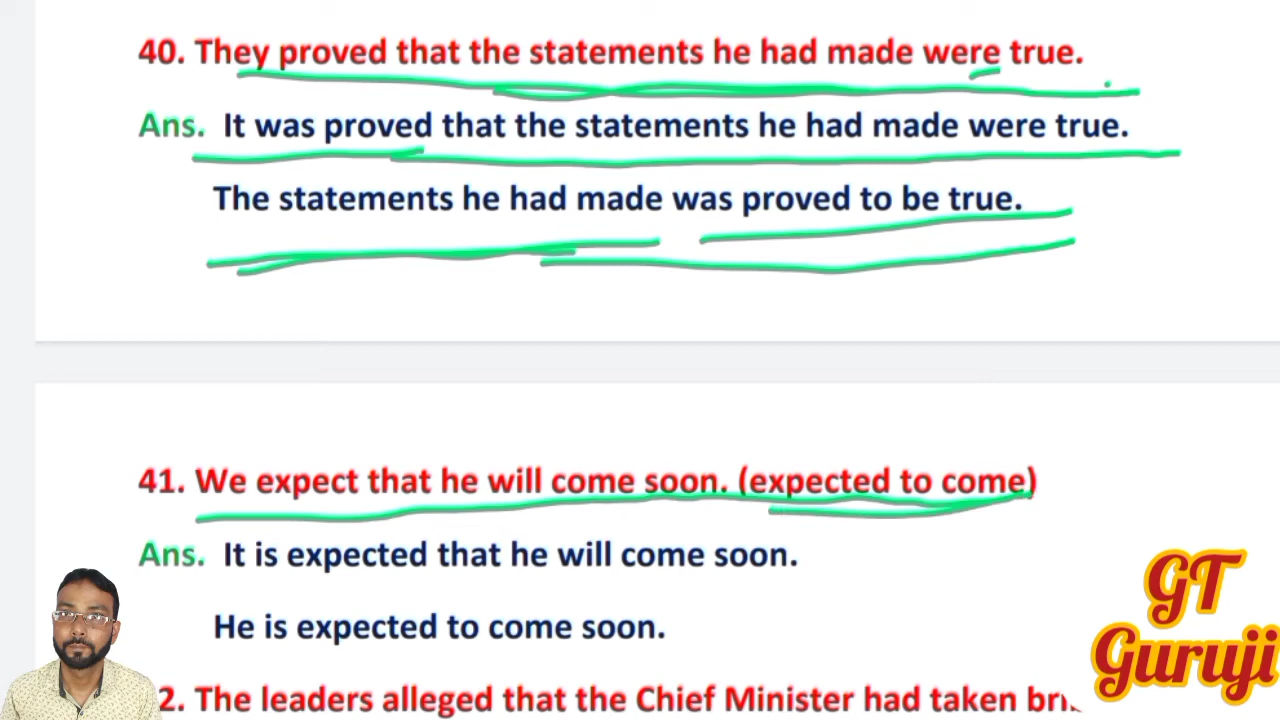 40. They proved that the statements he had made were true.
Ans. It was proved that the statements he had made were true.
The statements he had made was proved to be true.
41. We expect that he will come soon. (expected to come)
Ans. It is expected that he will come soon.
He is expected to come soon.
2. The leaders alleged that the Chief Minister had taken
GT
Guruji